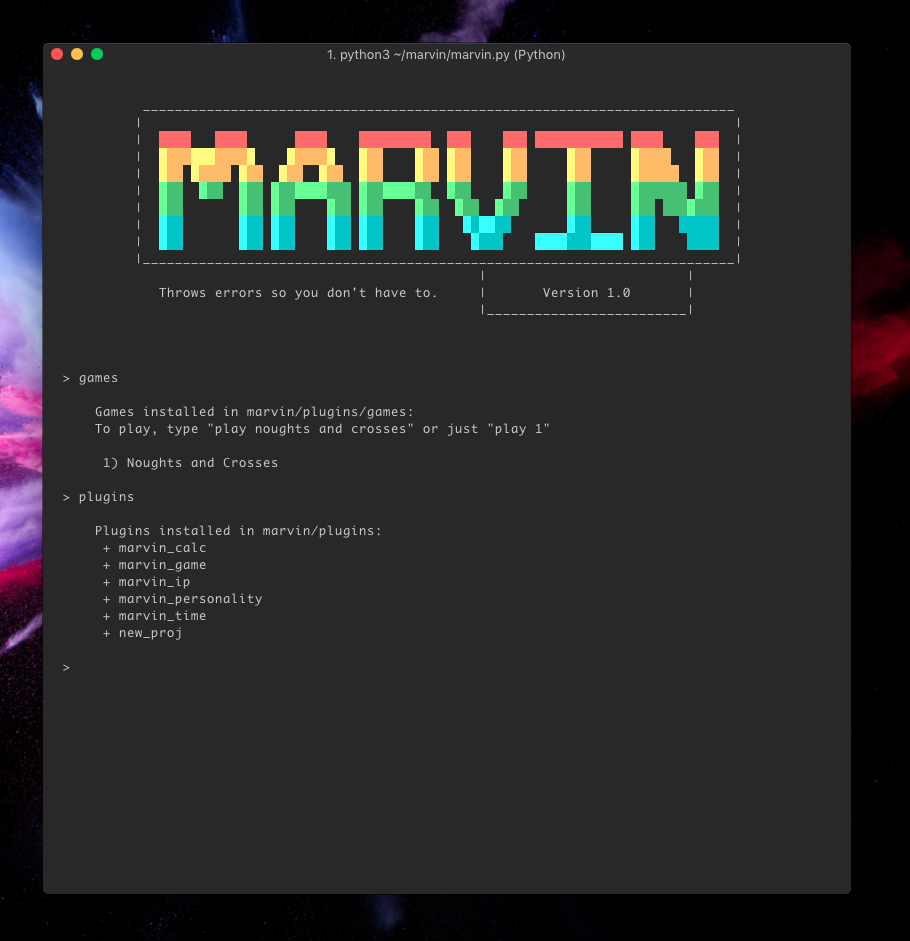 1. python3 ~/marvin/marvin.py (Python)
MARVIN
Throws errors so you don't have to.
Version 1.0
> games
Games installed in marvin/plugins/games:
To play, type "play noughts and crosses" or just "play 1"
1) Noughts and Crosses
> plugins
Plugins installed in marvin/plugins:
+ marvin_calc
+ marvin_game
+ marvin_ip
+ marvin_personality
+ marvin_time
+ new_proj
>